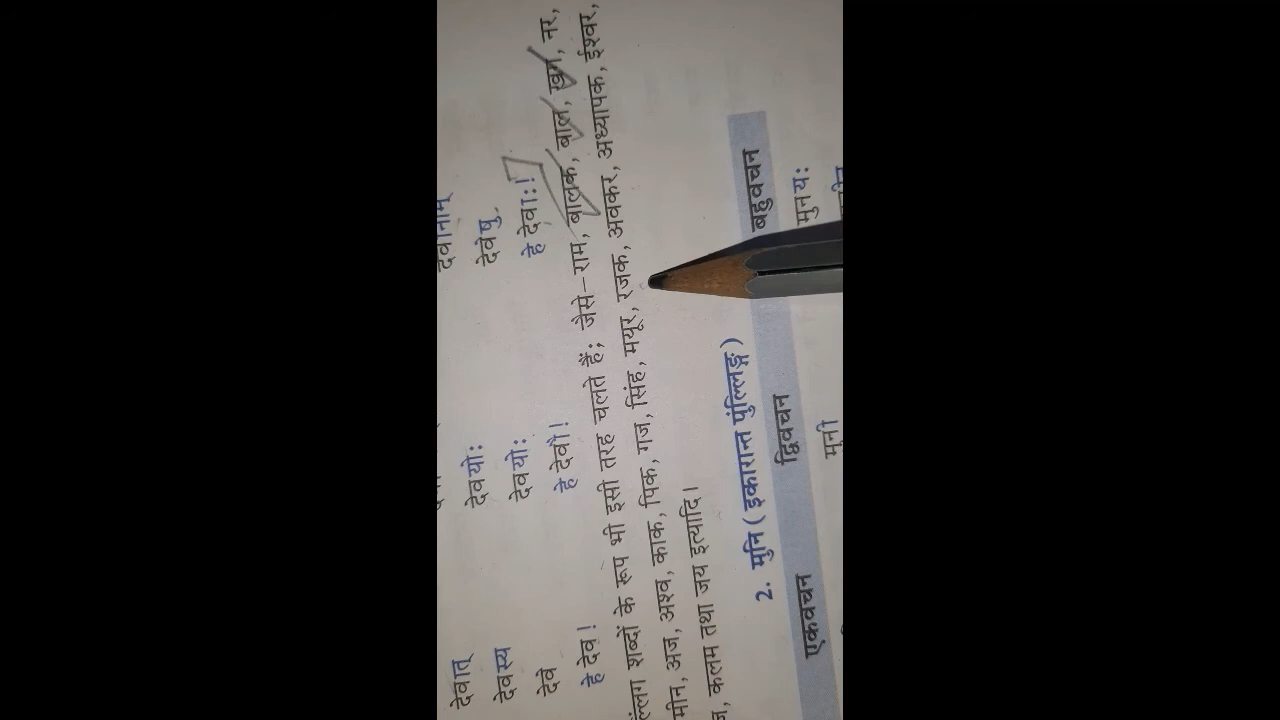 देवानाम्
देवात्
देवस्य देवयोः
देवे देवयोः देवेषु
हे देव! हे देवौ! हे देवाः!
शब्दों के रूप भी इसी तरह चलते हैं; जैसे–राम, बालक, बाल, खग, नर,
मीन, अज, अश्व, काक, पिक, गज, सिंह, मयूर, रजक, अवकर, अध्यापक, ईश्वर,
कलम तथा जय इत्यादि।
2. मुनि (इकारान्त पुंल्लिङ्ग)
एकवचन द्विवचन बहुवचन
मुनी मुनयः